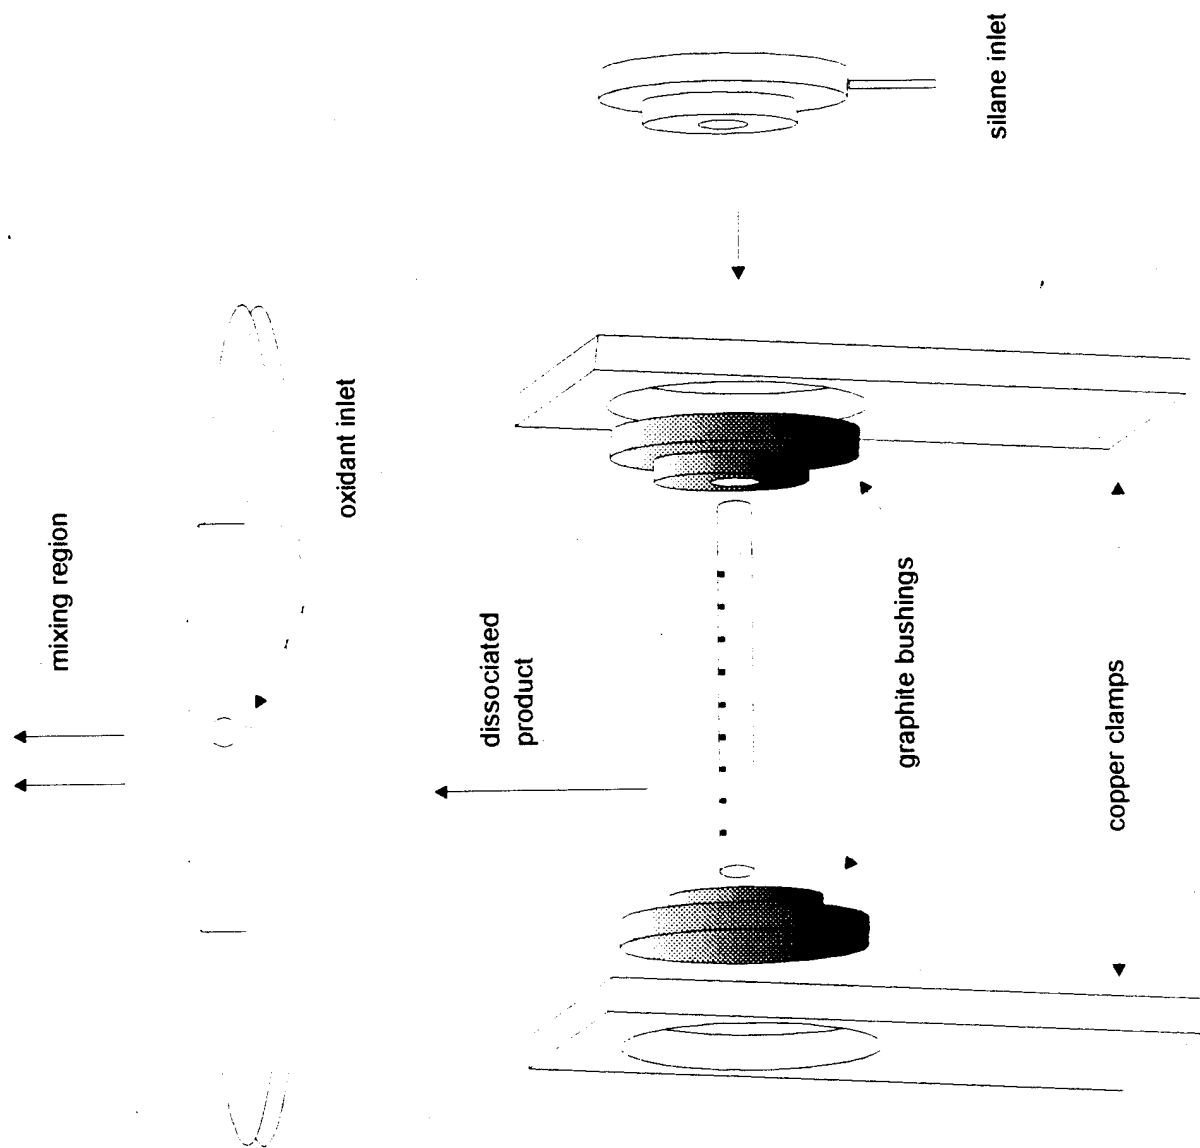 mixing region
oxidant inlet
dissociated
product
silane inlet
graphite bushings
copper clamps